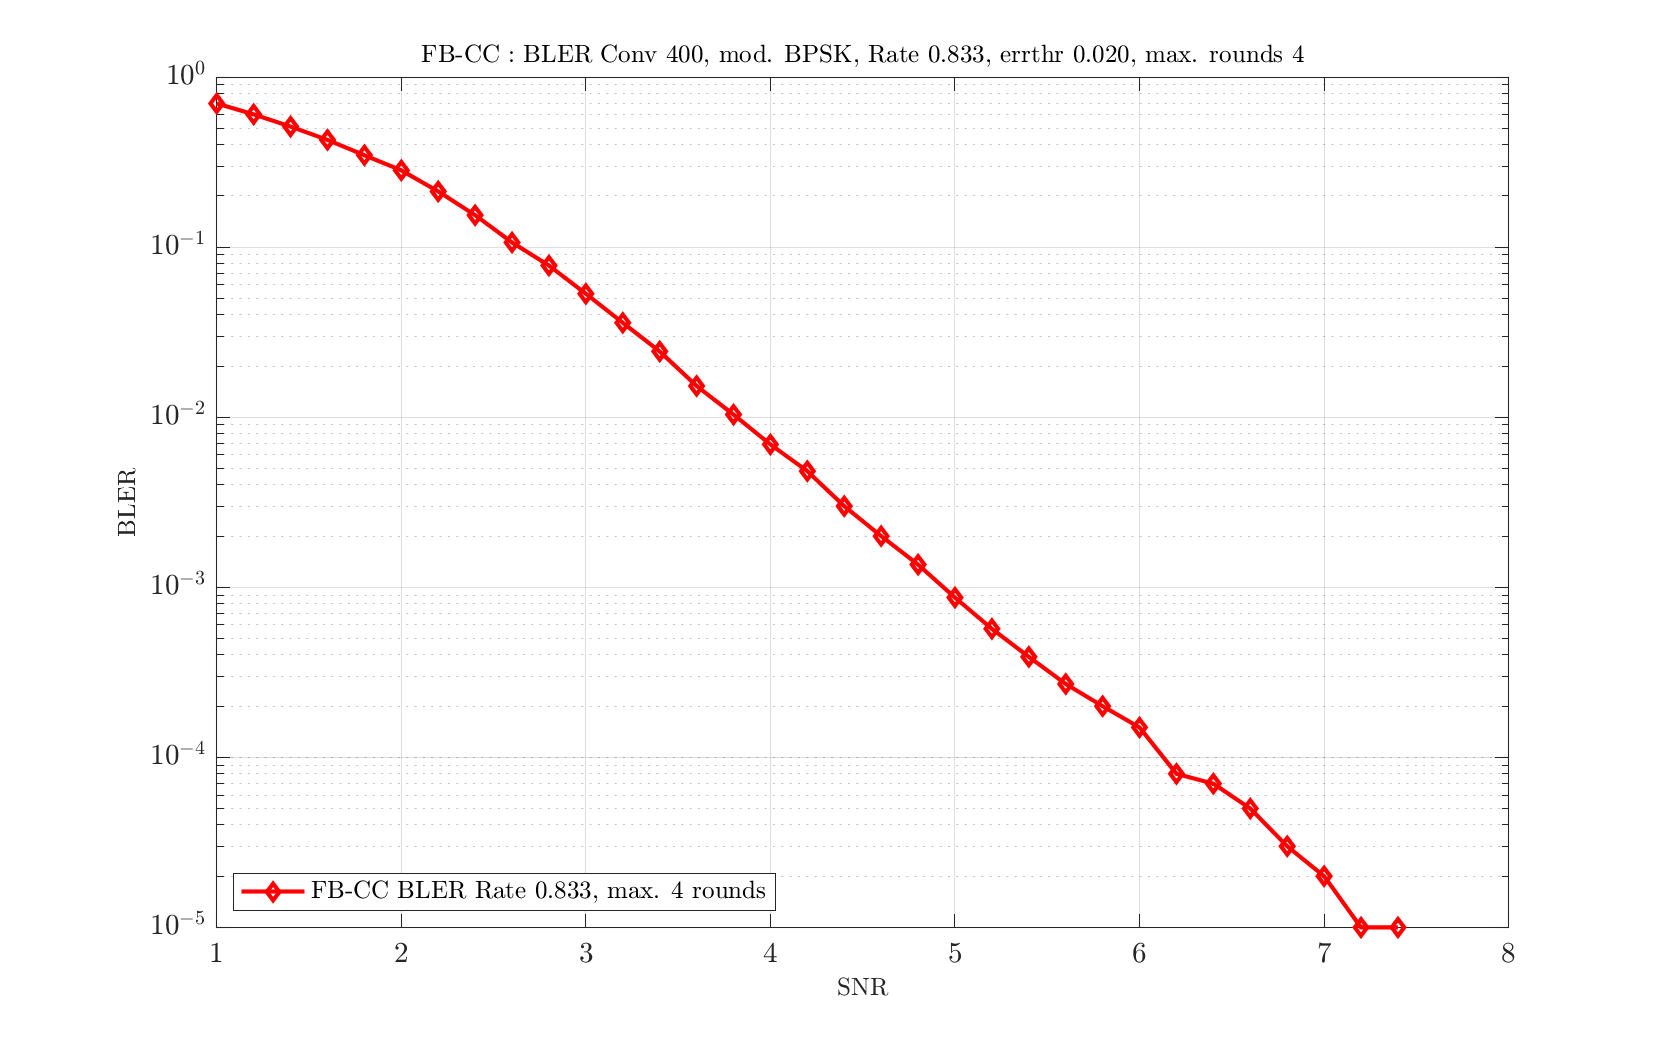 FB-CC : BLER Conv 400, mod. BPSK, Rate 0.833, errthr 0.020, max. rounds 4
10^0
10^-1
10^-2
10^-3
10^-4
10^-5
BLER
FB-CC BLER Rate 0.833, max. 4 rounds
1 2 3 4 5 6 7 8
SNR